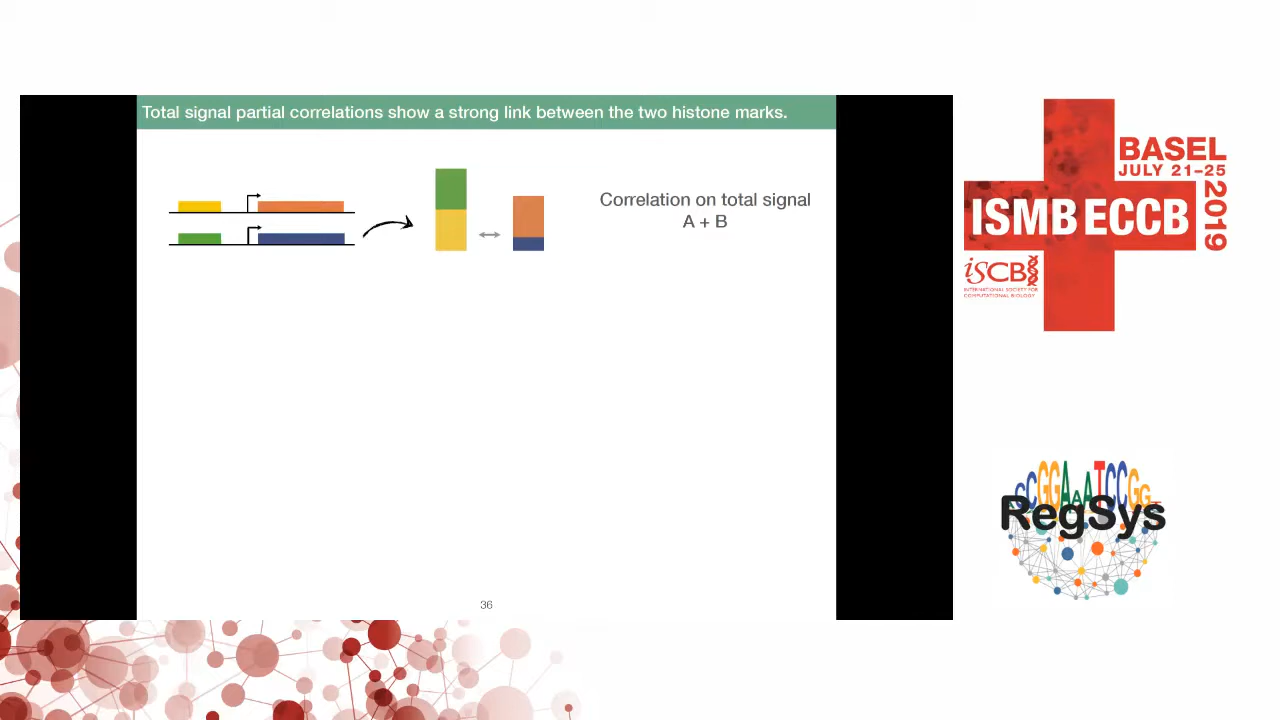 Total signal partial correlations show a strong link between the two histone marks.
Correlation on total signal
A + B
36
BASEL
JULY 21–25
2019
ISMB ECCB
ISCB
INTERNATIONAL SOCIETY FOR
COMPUTATIONAL BIOLOGY
CCGGAAATCCGG
RegSys